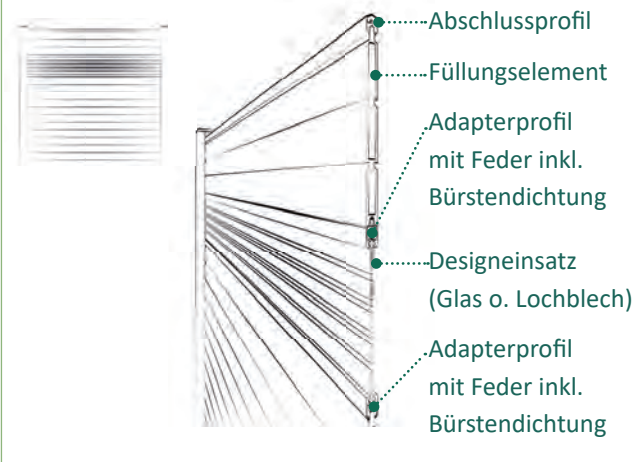 Abschlussprofil
Füllungselement
Adapterprofil
mit Feder inkl.
Bürstendichtung
Designeinsatz
(Glas o. Lochblech)
Adapterprofil
mit Feder inkl.
Bürstendichtung